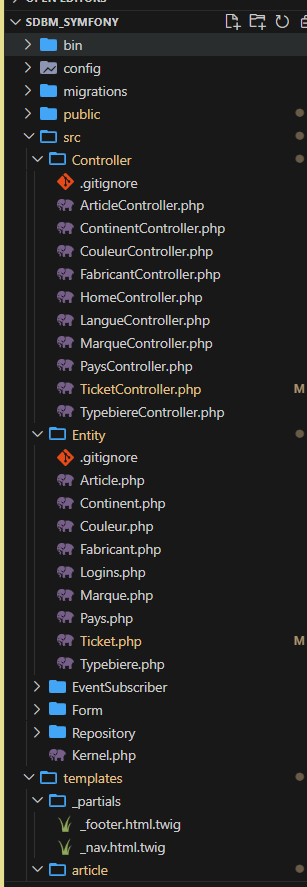 OPEN EDITORS
SDBM_SYMFONY
bin
config
migrations
public
src
Controller
.gitignore
ArticleController.php
ContinentController.php
CouleurController.php
FabricantController.php
HomeController.php
LangueController.php
MarqueController.php
PaysController.php
TicketController.php M
TypebiereController.php
Entity
.gitignore
Article.php
Continent.php
Couleur.php
Fabricant.php
Logins.php
Marque.php
Pays.php
Ticket.php M
Typebiere.php
EventSubscriber
Form
Repository
Kernel.php
templates
_partials
_footer.html.twig
_nav.html.twig
article